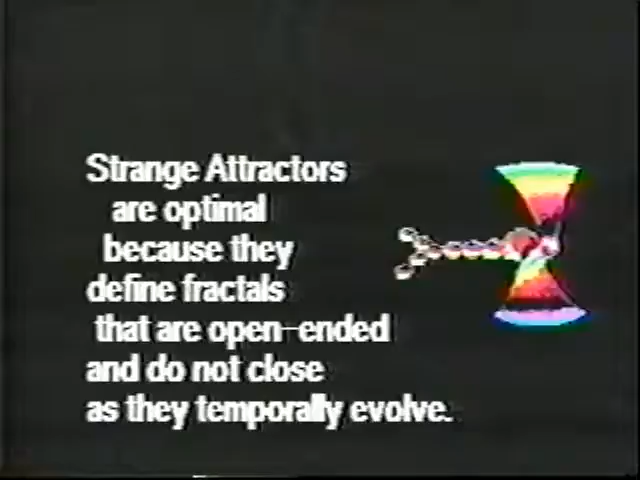 Strange Attractors
are optimal
because they
define fractals
that are open-ended
and do not close
as they temporally evolve.